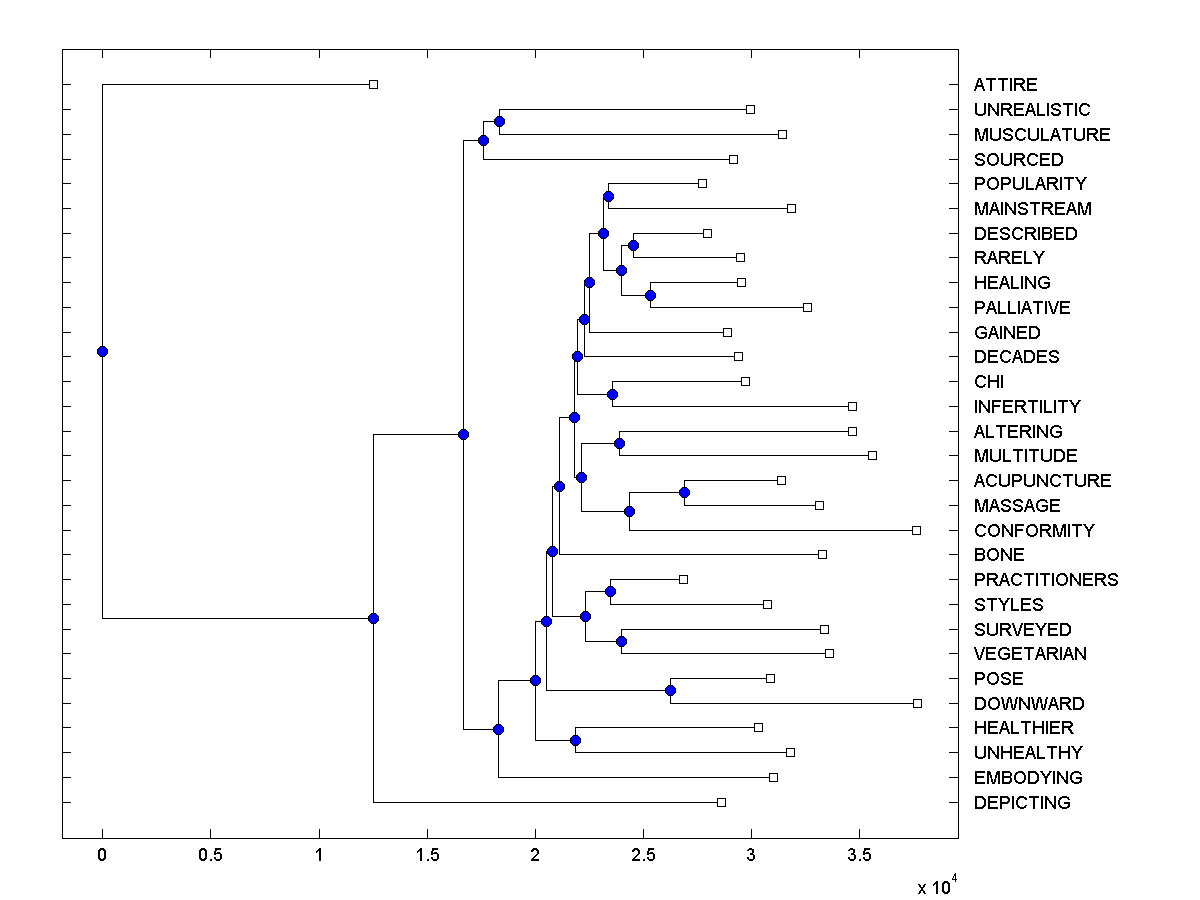 ATTIRE
UNREALISTIC
MUSCULATURE
SOURCED
POPULARITY
MAINSTREAM
DESCRIBED
RARELY
HEALING
PALLIATIVE
GAINED
DECADES
CHI
INFERTILITY
ALTERING
MULTITUDE
ACUPUNCTURE
MASSAGE
CONFORMITY
BONE
PRACTITIONERS
STYLES
SURVEYED
VEGETARIAN
POSE
DOWNWARD
HEALTHIER
UNHEALTHY
EMBODYING
DEPICTING
0 0.5 1 1.5 2 2.5 3 3.5
x 10^4